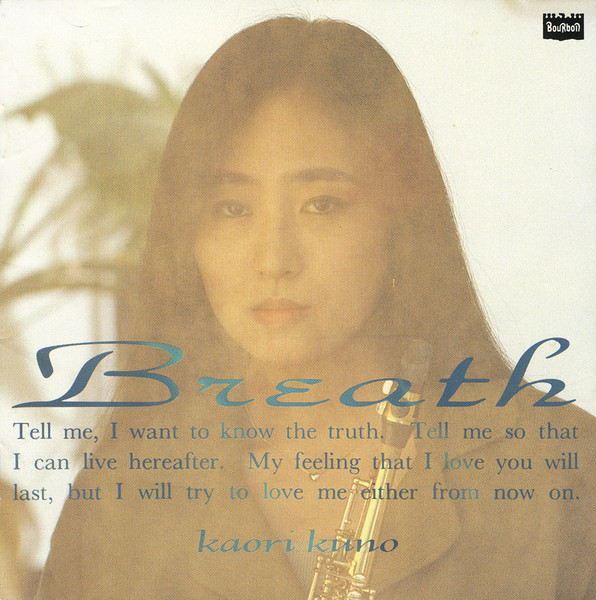 BouRbon
Breath
Tell me, I want to know the truth. Tell me so that
I can live hereafter. My feeling that I love you will
last, but I will try to love me either from now on.
kaori kuno